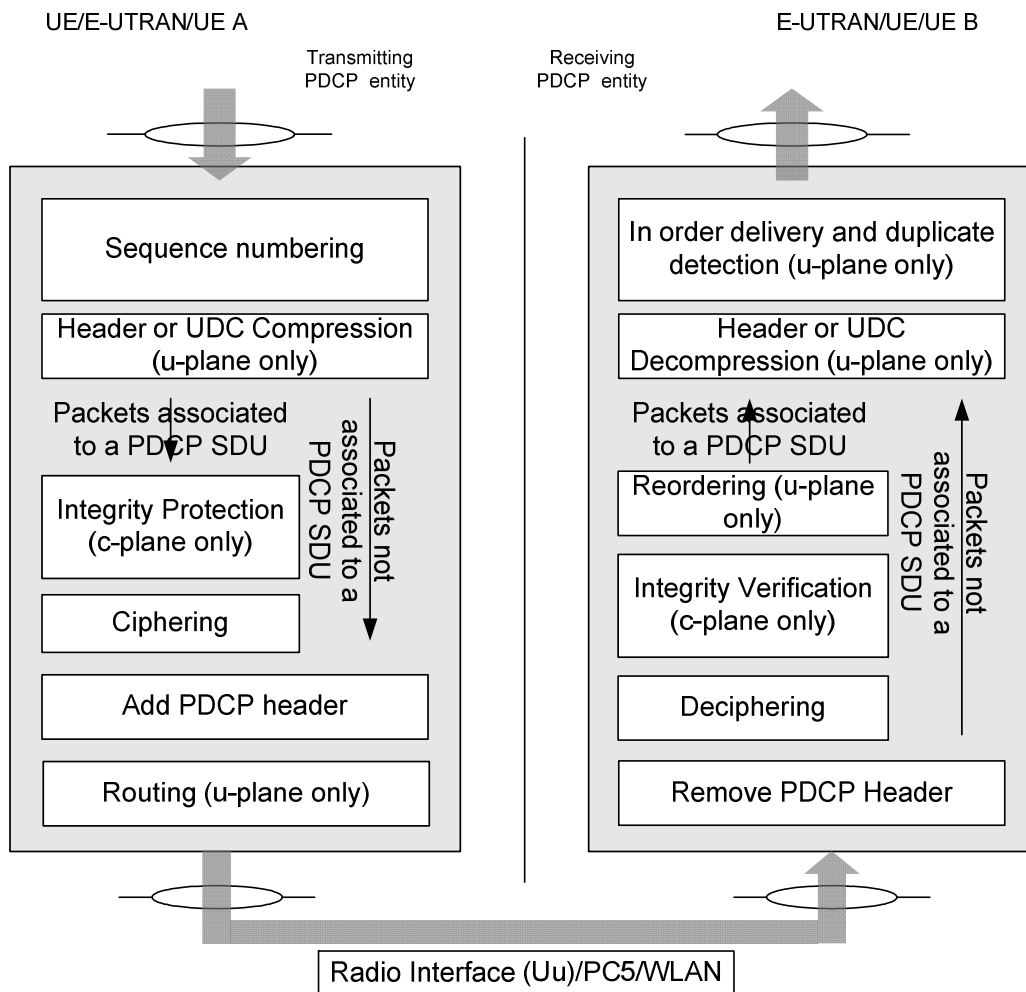 UE/E-UTRAN/UE A
E-UTRAN/UE/UE B
Transmitting
PDCP entity
Receiving
PDCP entity
Sequence numbering
Header or UDC Compression
(u-plane only)
Packets associated
to a PDCP SDU
Packets not
associated to a
PDCP SDU
Integrity Protection
(c-plane only)
Ciphering
Add PDCP header
Routing (u-plane only)
In order delivery and duplicate
detection (u-plane only)
Header or UDC
Decompression (u-plane only)
Packets associated
to a PDCP SDU
Packets not
associated to a
PDCP SDU
Reordering (u-plane
only)
Integrity Verification
(c-plane only)
Deciphering
Remove PDCP Header
Radio Interface (Uu)/PC5/WLAN